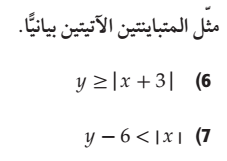 مثّل المتباينتين الآتيتين بيانيًّا.
6) y ≥ |x + 3|
7) y − 6 < |x|